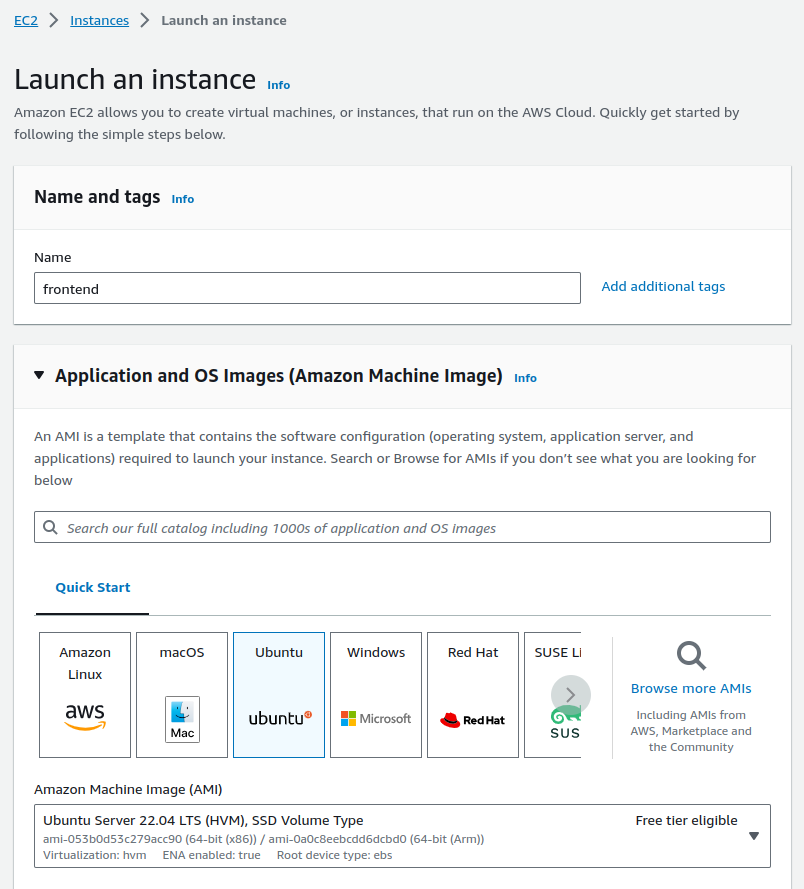 EC2 > Instances > Launch an instance
Launch an instance Info
Amazon EC2 allows you to create virtual machines, or instances, that run on the AWS Cloud. Quickly get started by
following the simple steps below.
Name and tags Info
Name
frontend
Add additional tags
Application and OS Images (Amazon Machine Image) Info
An AMI is a template that contains the software configuration (operating system, application server, and
applications) required to launch your instance. Search or Browse for AMIs if you don’t see what you are looking for
below
Search our full catalog including 1000s of application and OS images
Quick Start
Amazon
Linux
aws
macOS
Mac
Ubuntu
ubuntu
Windows
Microsoft
Red Hat
Red Hat
SUSE Li
SUS
Browse more AMIs
Including AMIs from
AWS, Marketplace and
the Community
Amazon Machine Image (AMI)
Ubuntu Server 22.04 LTS (HVM), SSD Volume Type
Free tier eligible
ami-053b0d53c279acc90 (64-bit (x86)) / ami-0a0c8eebcdd6dcbd0 (64-bit (Arm))
Virtualization: hvm ENA enabled: true Root device type: ebs